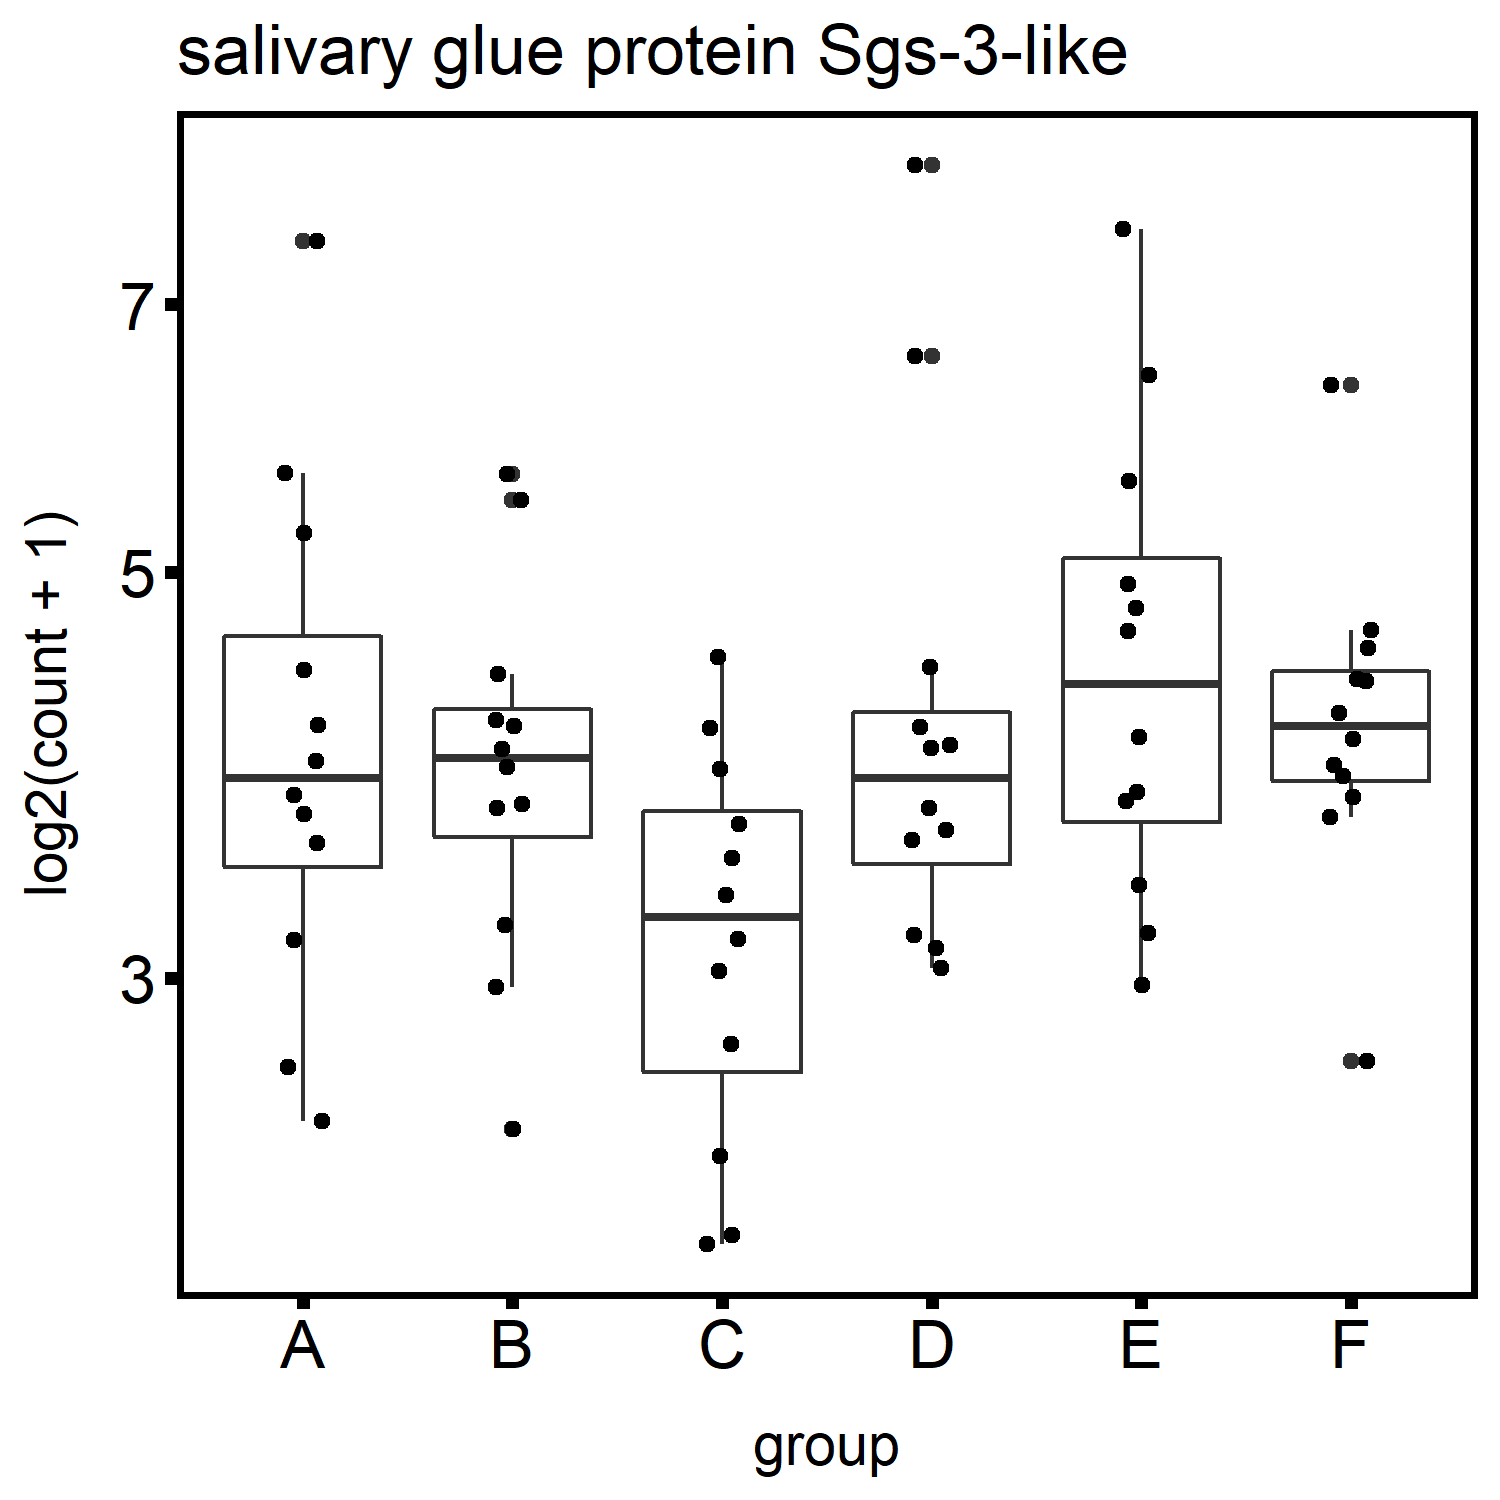 salivary glue protein Sgs-3-like
7
5
3
log2(count + 1)
A B C D E F
group